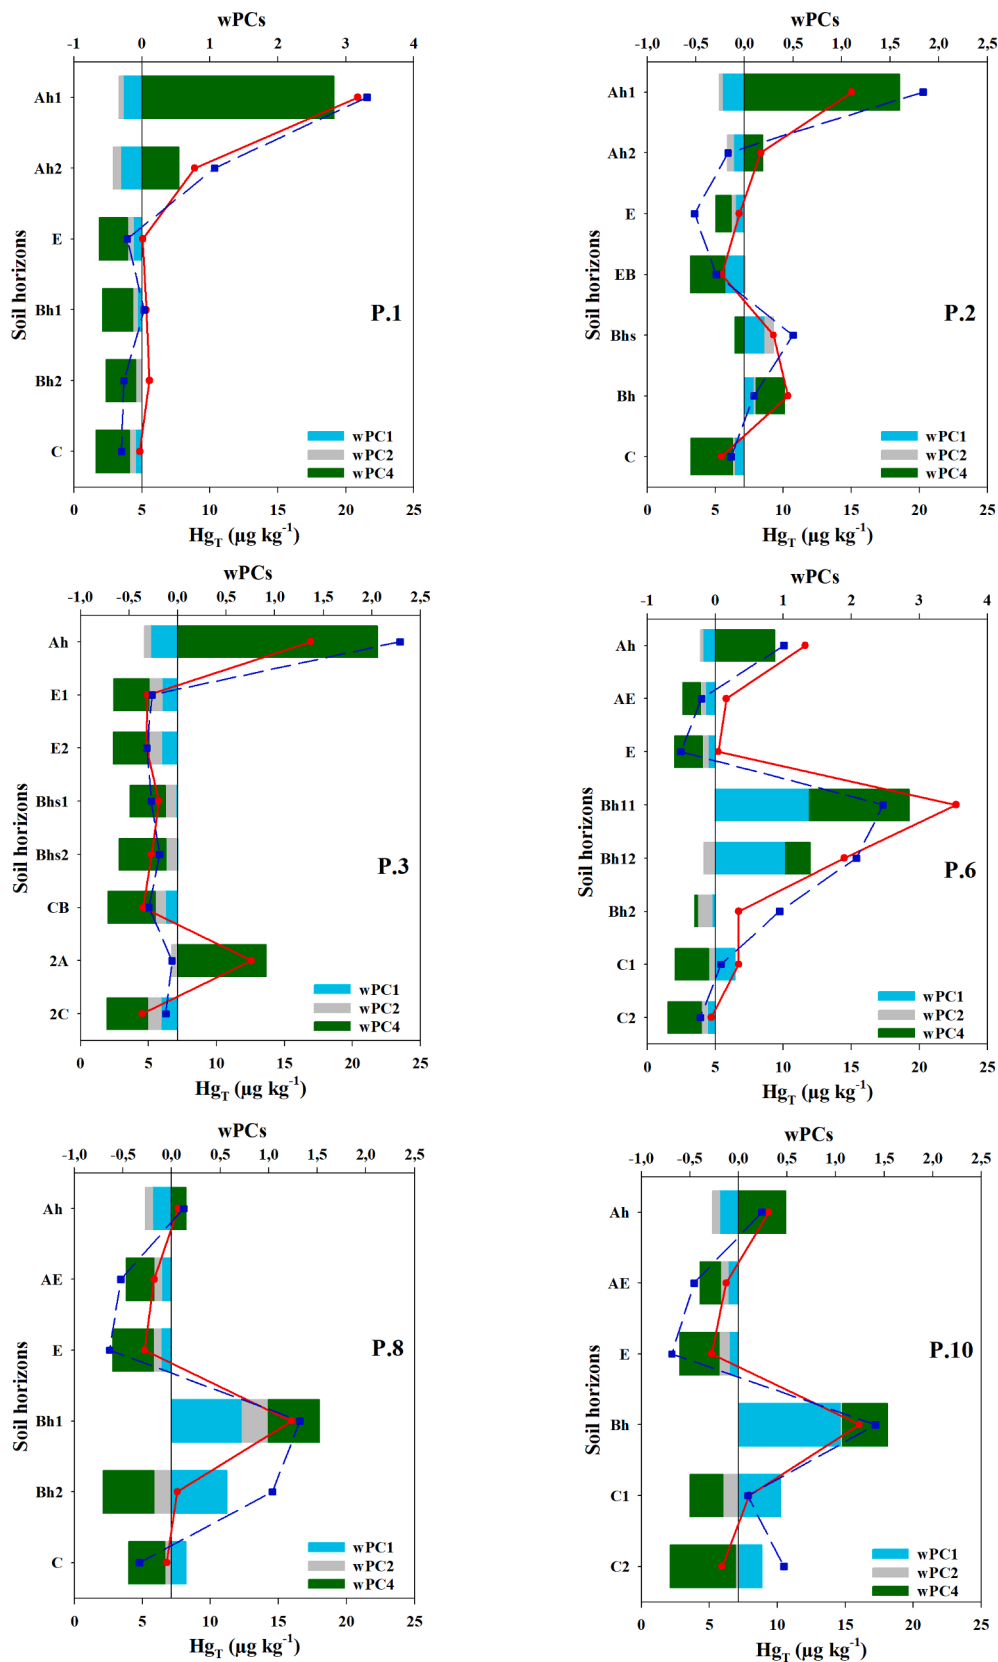 wPCs
-1 0 1 2 3 4
Ah1
Ah2
E
Bh1
Bh2
C
Soil horizons
P.1
wPC1
wPC2
wPC4
0 5 10 15 20 25
HgT (µg kg-1)
wPCs
-1,0 -0,5 0,0 0,5 1,0 1,5 2,0 2,5
Ah1
Ah2
E
EB
Bhs
Bh
C
Soil horizons
P.2
wPC1
wPC2
wPC4
0 5 10 15 20 25
HgT (µg kg-1)
wPCs
-1,0 -0,5 0,0 0,5 1,0 1,5 2,0 2,5
Ah
E1
E2
Bhs1
Bhs2
CB
2A
2C
Soil horizons
P.3
wPC1
wPC2
wPC4
0 5 10 15 20 25
HgT (µg kg-1)
wPCs
-1 0 1 2 3 4
Ah
AE
E
Bh11
Bh12
Bh2
C1
C2
Soil horizons
P.6
wPC1
wPC2
wPC4
0 5 10 15 20 25
HgT (µg kg-1)
wPCs
-1,0 -0,5 0,0 0,5 1,0 1,5 2,0 2,5
Ah
AE
E
Bh1
Bh2
C
Soil horizons
P.8
wPC1
wPC2
wPC4
0 5 10 15 20 25
HgT (µg kg-1)
wPCs
-1,0 -0,5 0,0 0,5 1,0 1,5 2,0 2,5
Ah
AE
E
Bh
C1
C2
Soil horizons
P.10
wPC1
wPC2
wPC4
0 5 10 15 20 25
HgT (µg kg-1)